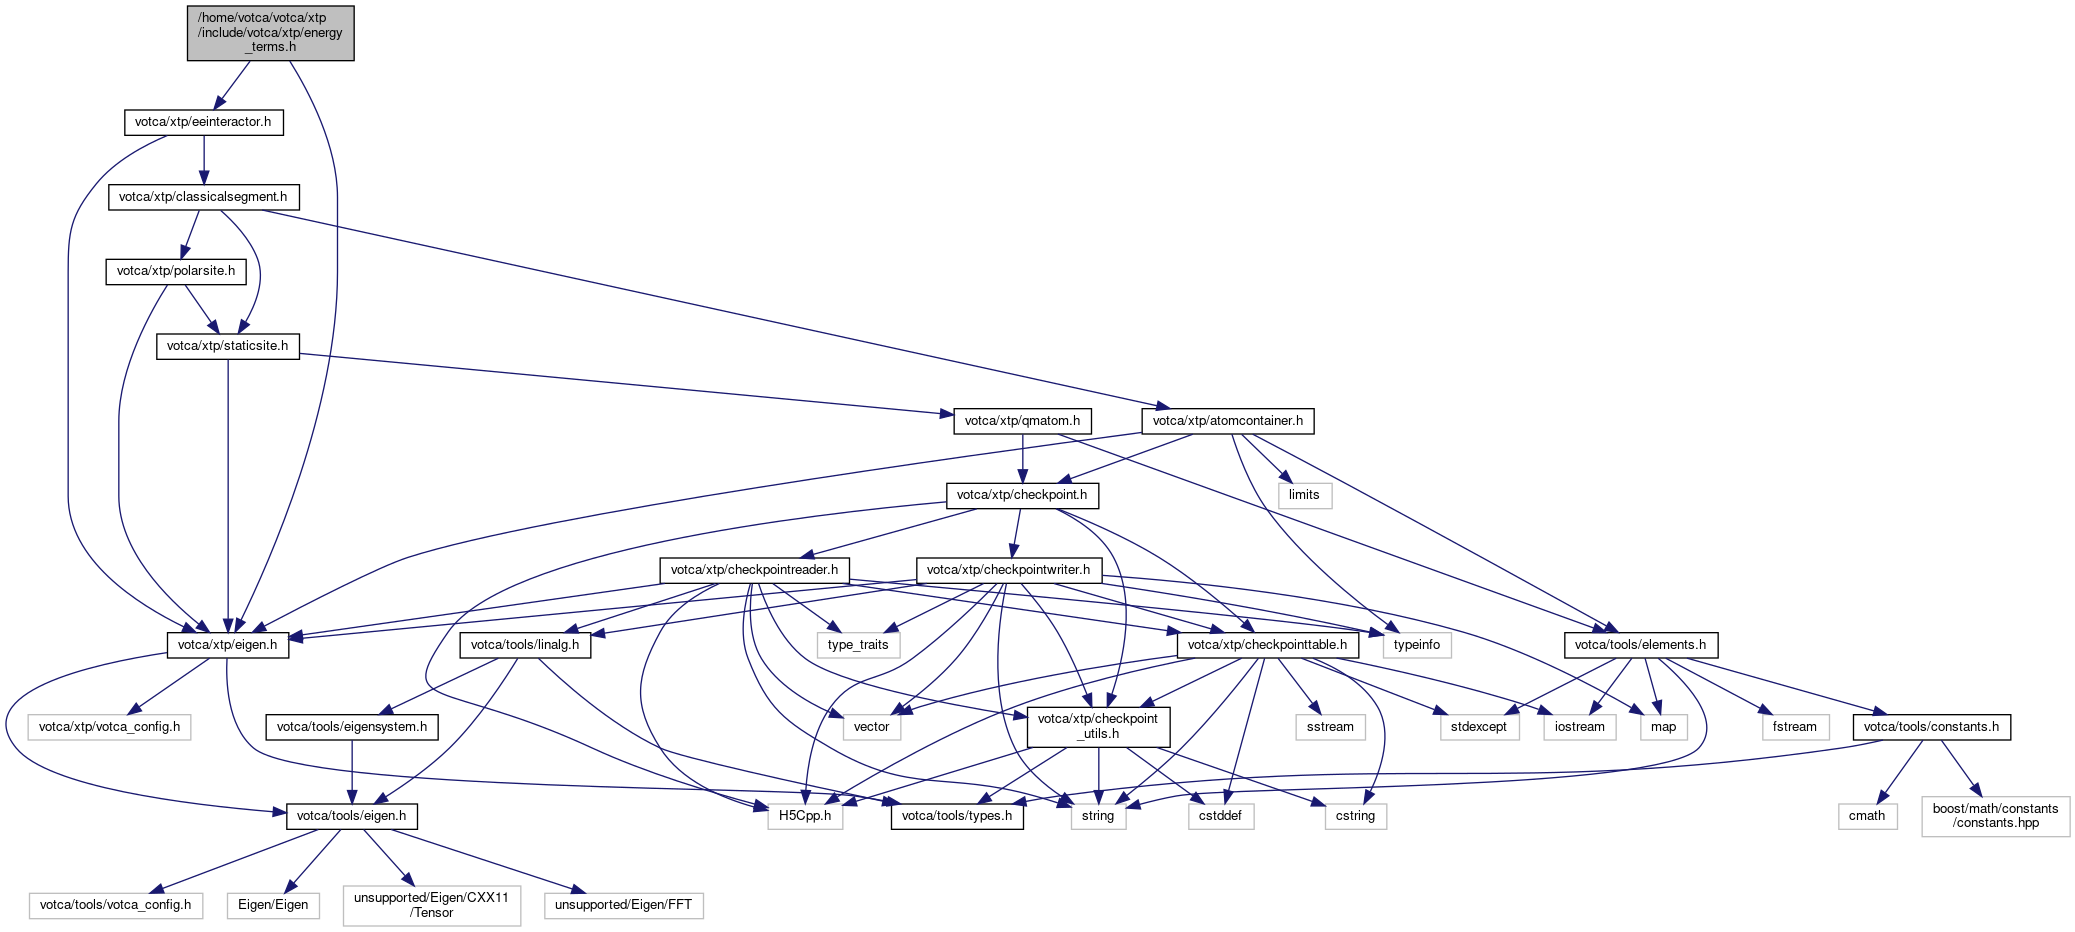 /home/votca/votca/xtp
/include/votca/xtp/energy
_terms.h
votca/xtp/eeinteractor.h
votca/xtp/classicalsegment.h
votca/xtp/polarsite.h
votca/xtp/staticsite.h
votca/xtp/qmatom.h
votca/xtp/atomcontainer.h
votca/xtp/checkpoint.h
limits
votca/xtp/checkpointreader.h
votca/xtp/checkpointwriter.h
votca/xtp/eigen.h
votca/tools/linalg.h
type_traits
votca/xtp/checkpointtable.h
typeinfo
votca/tools/elements.h
votca/xtp/votca_config.h
votca/tools/eigensystem.h
vector
votca/xtp/checkpoint
_utils.h
sstream
stdexcept
iostream
map
fstream
votca/tools/constants.h
votca/tools/eigen.h
H5Cpp.h
votca/tools/types.h
string
cstddef
cstring
cmath
boost/math/constants
/constants.hpp
votca/tools/votca_config.h
Eigen/Eigen
unsupported/Eigen/CXX11
/Tensor
unsupported/Eigen/FFT